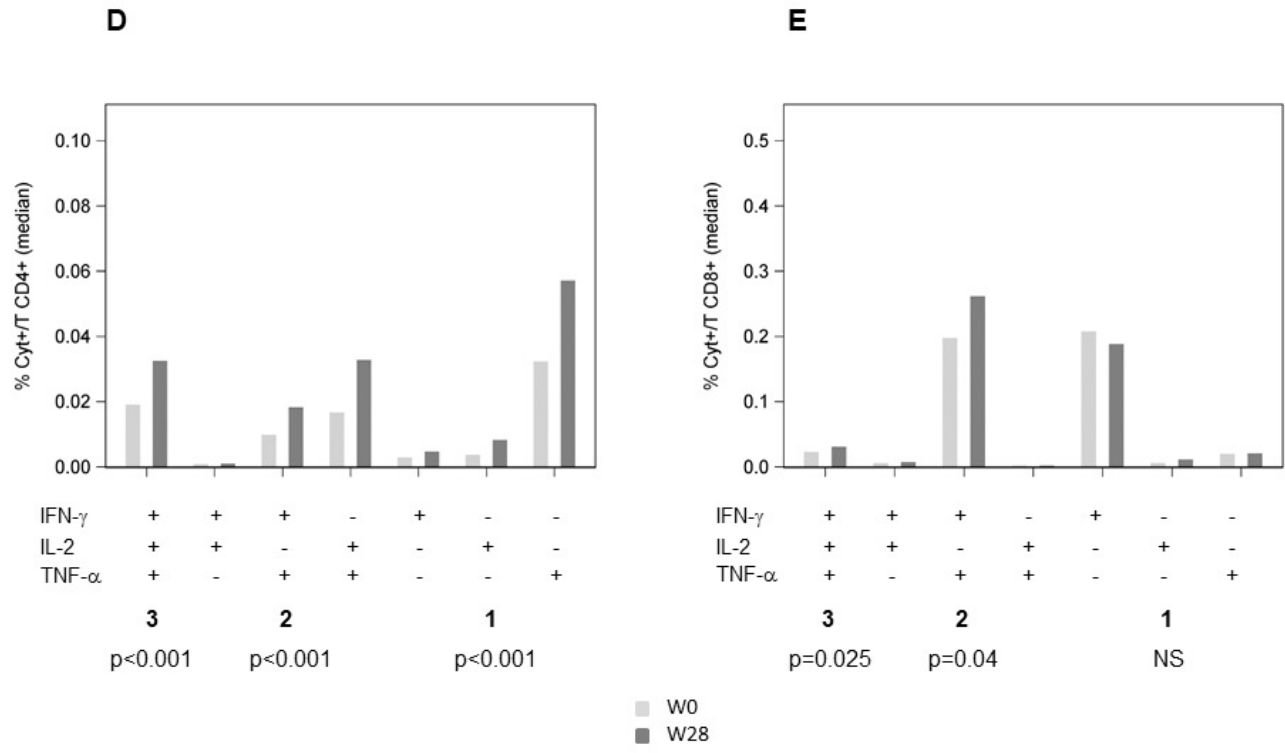 D
% Cyt+/T CD4+ (median)
0.10
0.08
0.06
0.04
0.02
0.00
IFN-γ + + + - + - -
IL-2 + + - + - + -
TNF-α + - + + - - +
3 2 1
p<0.001 p<0.001 p<0.001
E
% Cyt+/T CD8+ (median)
0.5
0.4
0.3
0.2
0.1
0.0
IFN-γ + + + - + - -
IL-2 + + - + - + -
TNF-α + - + + - - +
3 2 1
p=0.025 p=0.04 NS
W0
W28